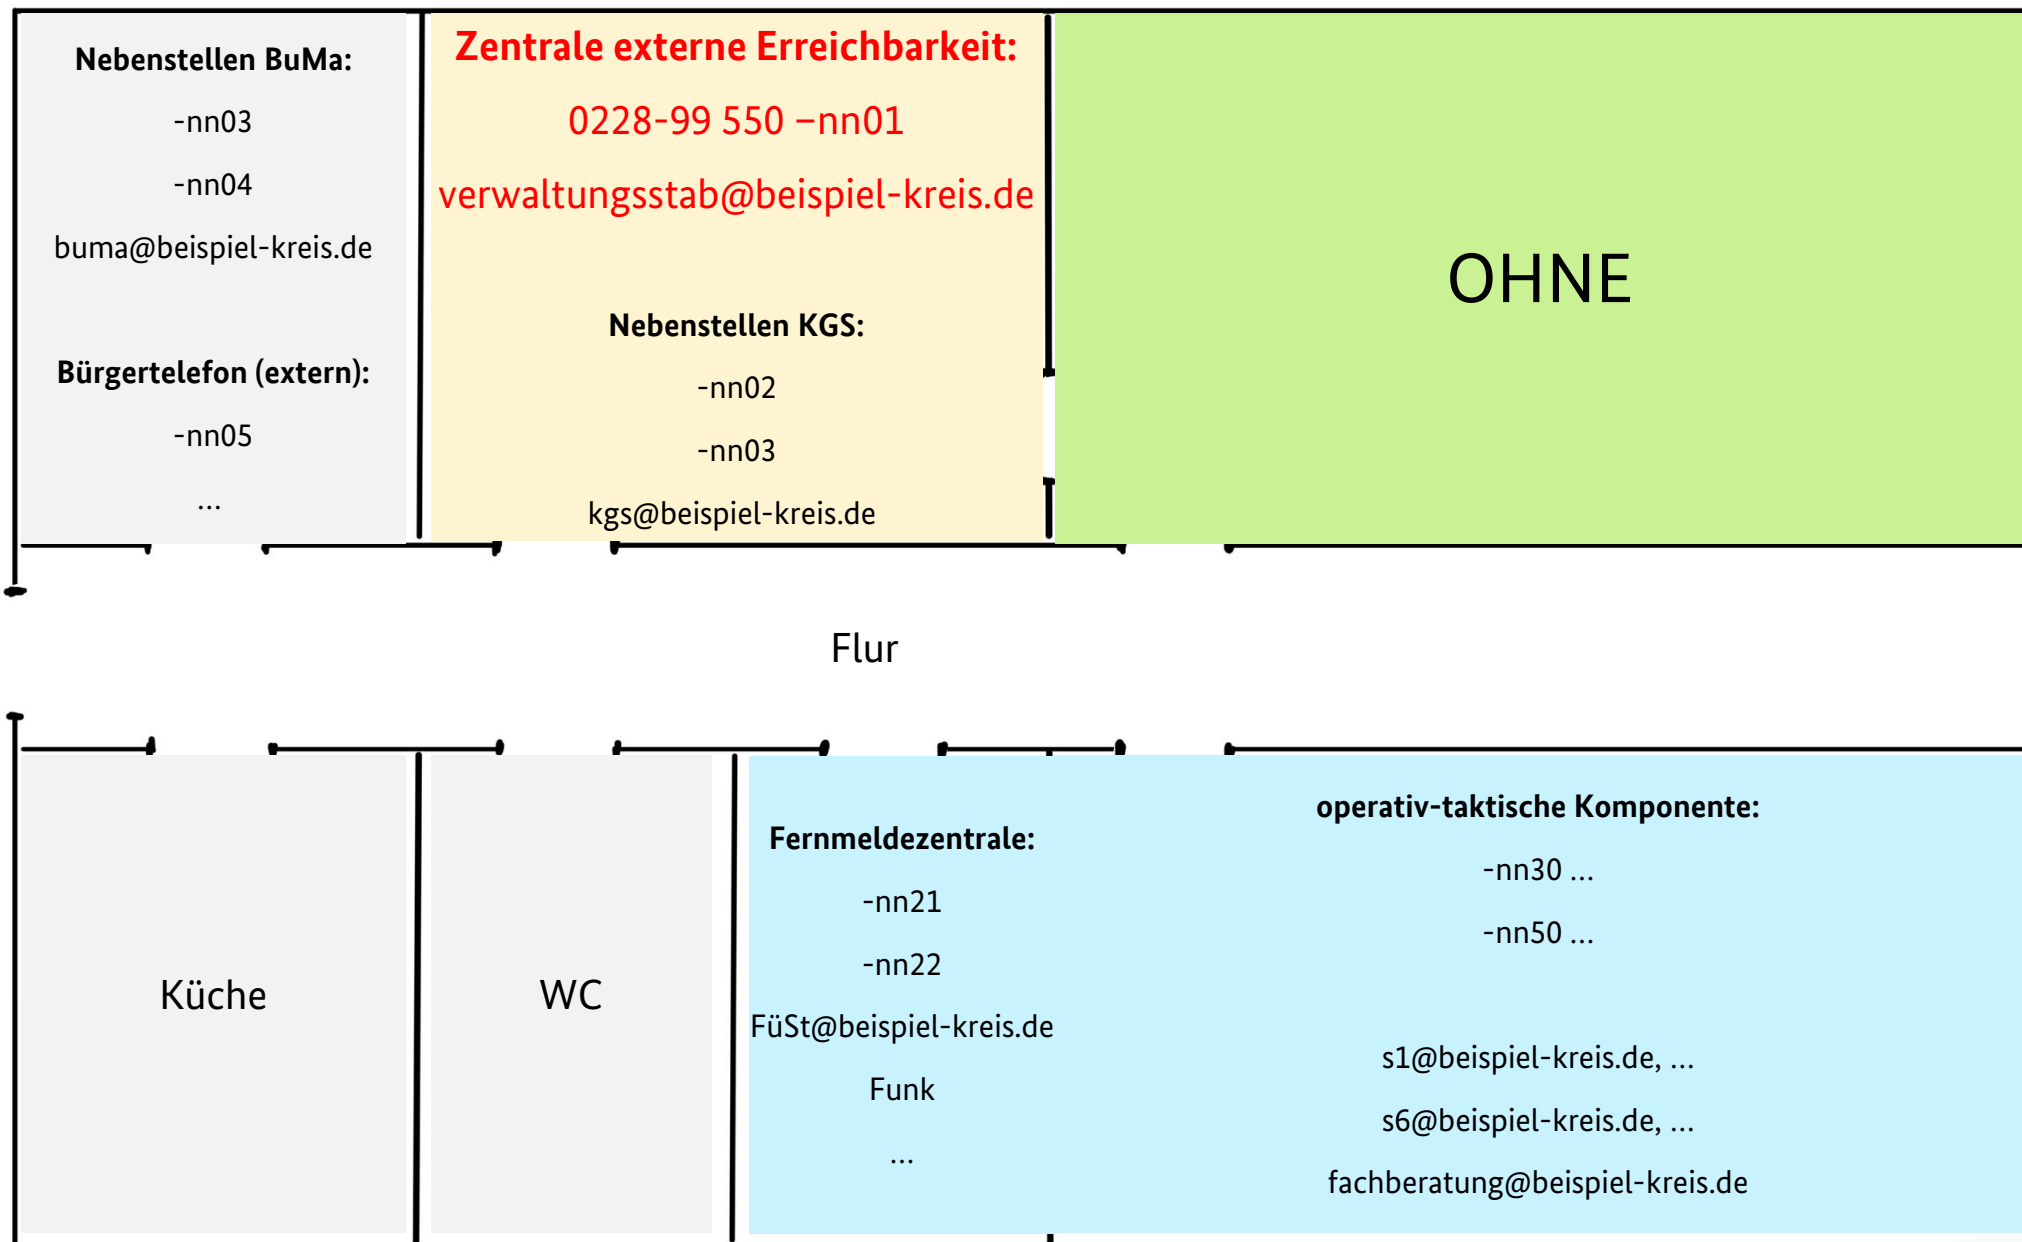 Nebenstellen BuMa:
-nn03
-nn04
buma@beispiel-kreis.de
Bürgertelefon (extern):
-nn05
...
Zentrale externe Erreichbarkeit:
0228-99 550 –nn01
verwaltungsstab@beispiel-kreis.de
Nebenstellen KGS:
-nn02
-nn03
kgs@beispiel-kreis.de
OHNE
Flur
Küche
WC
Fernmeldezentrale:
-nn21
-nn22
FüSt@beispiel-kreis.de
Funk
...
operativ-taktische Komponente:
-nn30 ...
-nn50 ...
s1@beispiel-kreis.de, ...
s6@beispiel-kreis.de, ...
fachberatung@beispiel-kreis.de